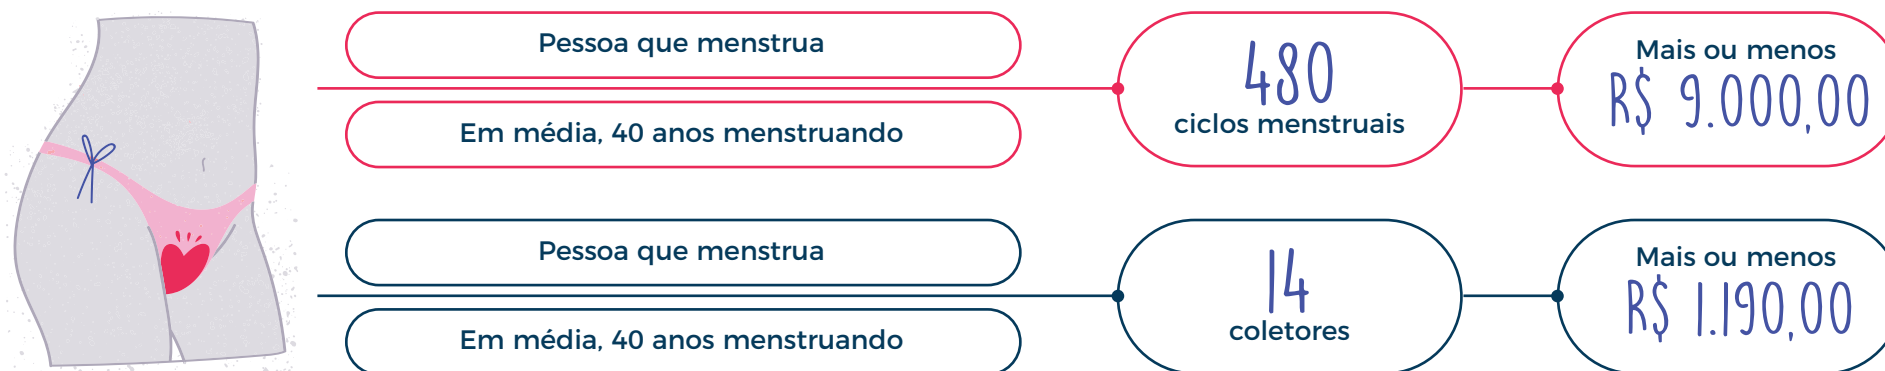 Pessoa que menstrua
Em média, 40 anos menstruando
480
ciclos menstruais
Mais ou menos
R$ 9.000,00
Pessoa que menstrua
Em média, 40 anos menstruando
14
coletores
Mais ou menos
R$ 1.190,00